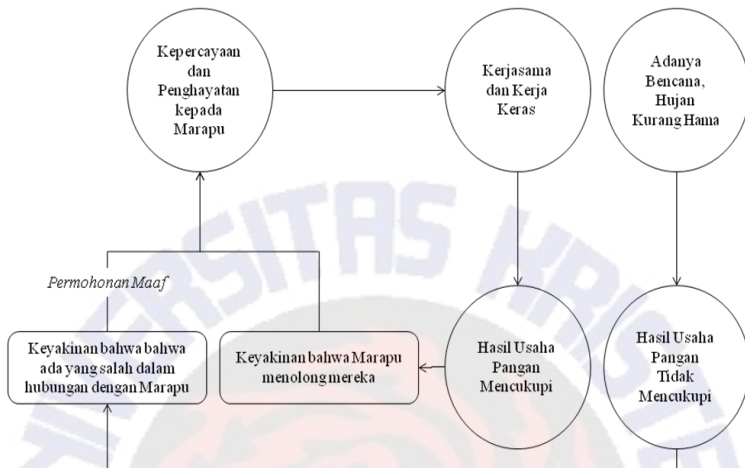 Kepercayaan
dan
Penghayatan
kepada
Marapu
Kerjasama
dan Kerja
Keras
Adanya
Bencana,
Hujan
Kurang Hama
Permohonan Maaf
Keyakinan bahwa bahwa
ada yang salah dalam
hubungan dengan Marapu
Keyakinan bahwa Marapu
menolong mereka
Hasil Usaha
Pangan
Mencukupi
Hasil Usaha
Pangan
Tidak
Mencukupi